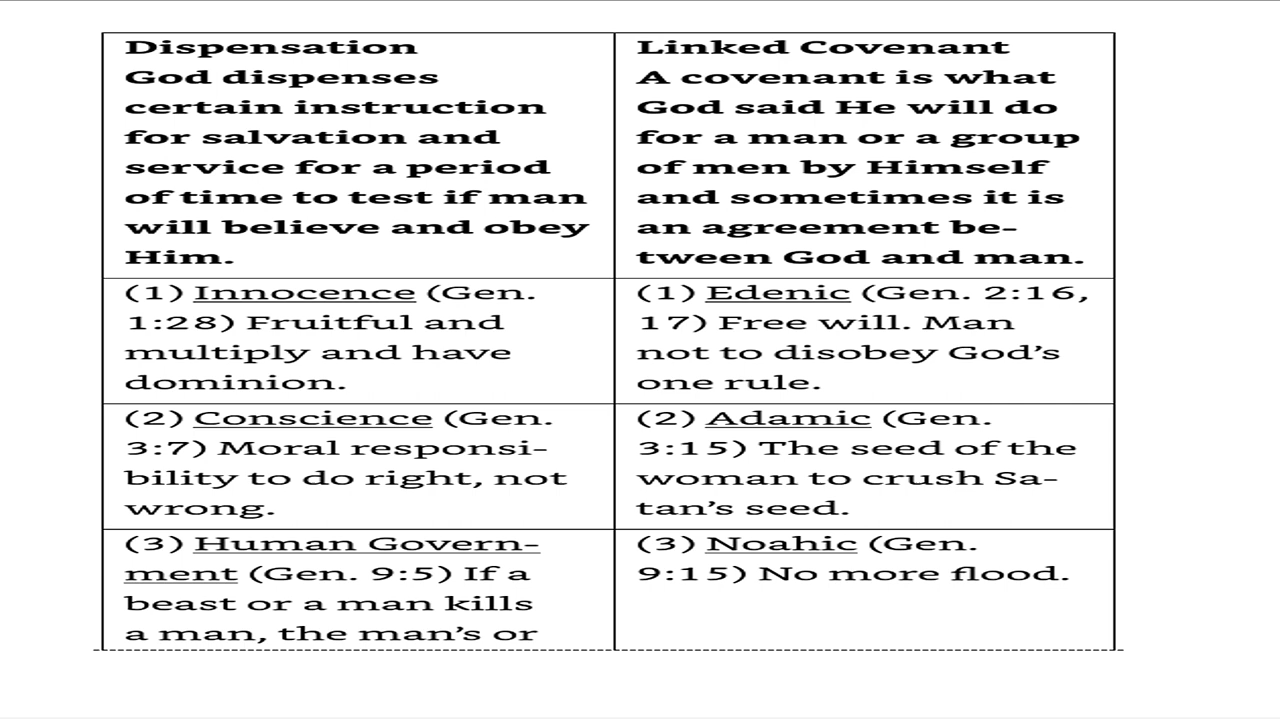 Dispensation
God dispenses
certain instruction
for salvation and
service for a period
of time to test if man
will believe and obey
Him.
Linked Covenant
A covenant is what
God said He will do
for a man or a group
of men by Himself
and sometimes it is
an agreement be-
tween God and man.
(1) Innocence (Gen.
1:28) Fruitful and
multiply and have
dominion.
(1) Edenic (Gen. 2:16,
17) Free will. Man
not to disobey God’s
one rule.
(2) Conscience (Gen.
3:7) Moral responsi-
bility to do right, not
wrong.
(2) Adamic (Gen.
3:15) The seed of the
woman to crush Sa-
tan’s seed.
(3) Human Govern-
ment (Gen. 9:5) If a
beast or a man kills
a man, the man’s or
(3) Noahic (Gen.
9:15) No more flood.